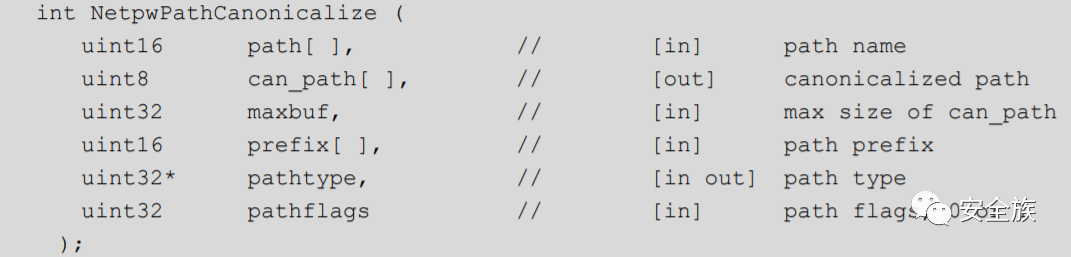 int NetpwPathCanonicalize (
uint16 path[ ], // [in] path name
uint8 can_path[ ], // [out] canonicalized path
uint32 maxbuf, // [in] max size of can_path
uint16 prefix[ ], // [in] path prefix
uint32* pathtype, // [in out] path type
uint32 pathflags // [in] path flags,
);
安全族